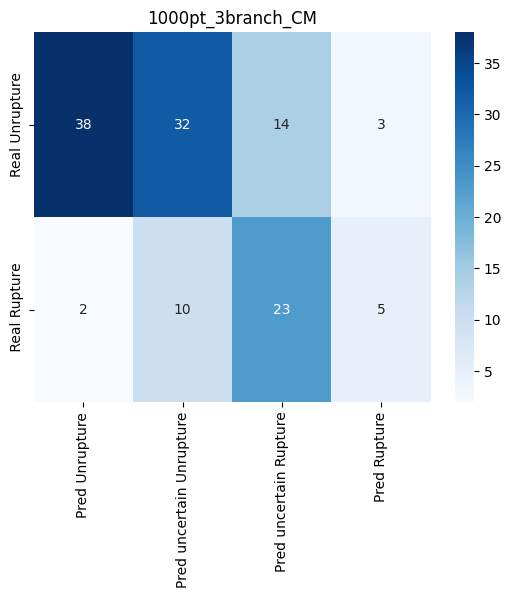 1000pt_3branch_CM
Real Unrupture
38 32 14 3
Real Rupture
2 10 23 5
Pred Unrupture
Pred uncertain Unrupture
Pred uncertain Rupture
Pred Rupture
35
30
25
20
15
10
5